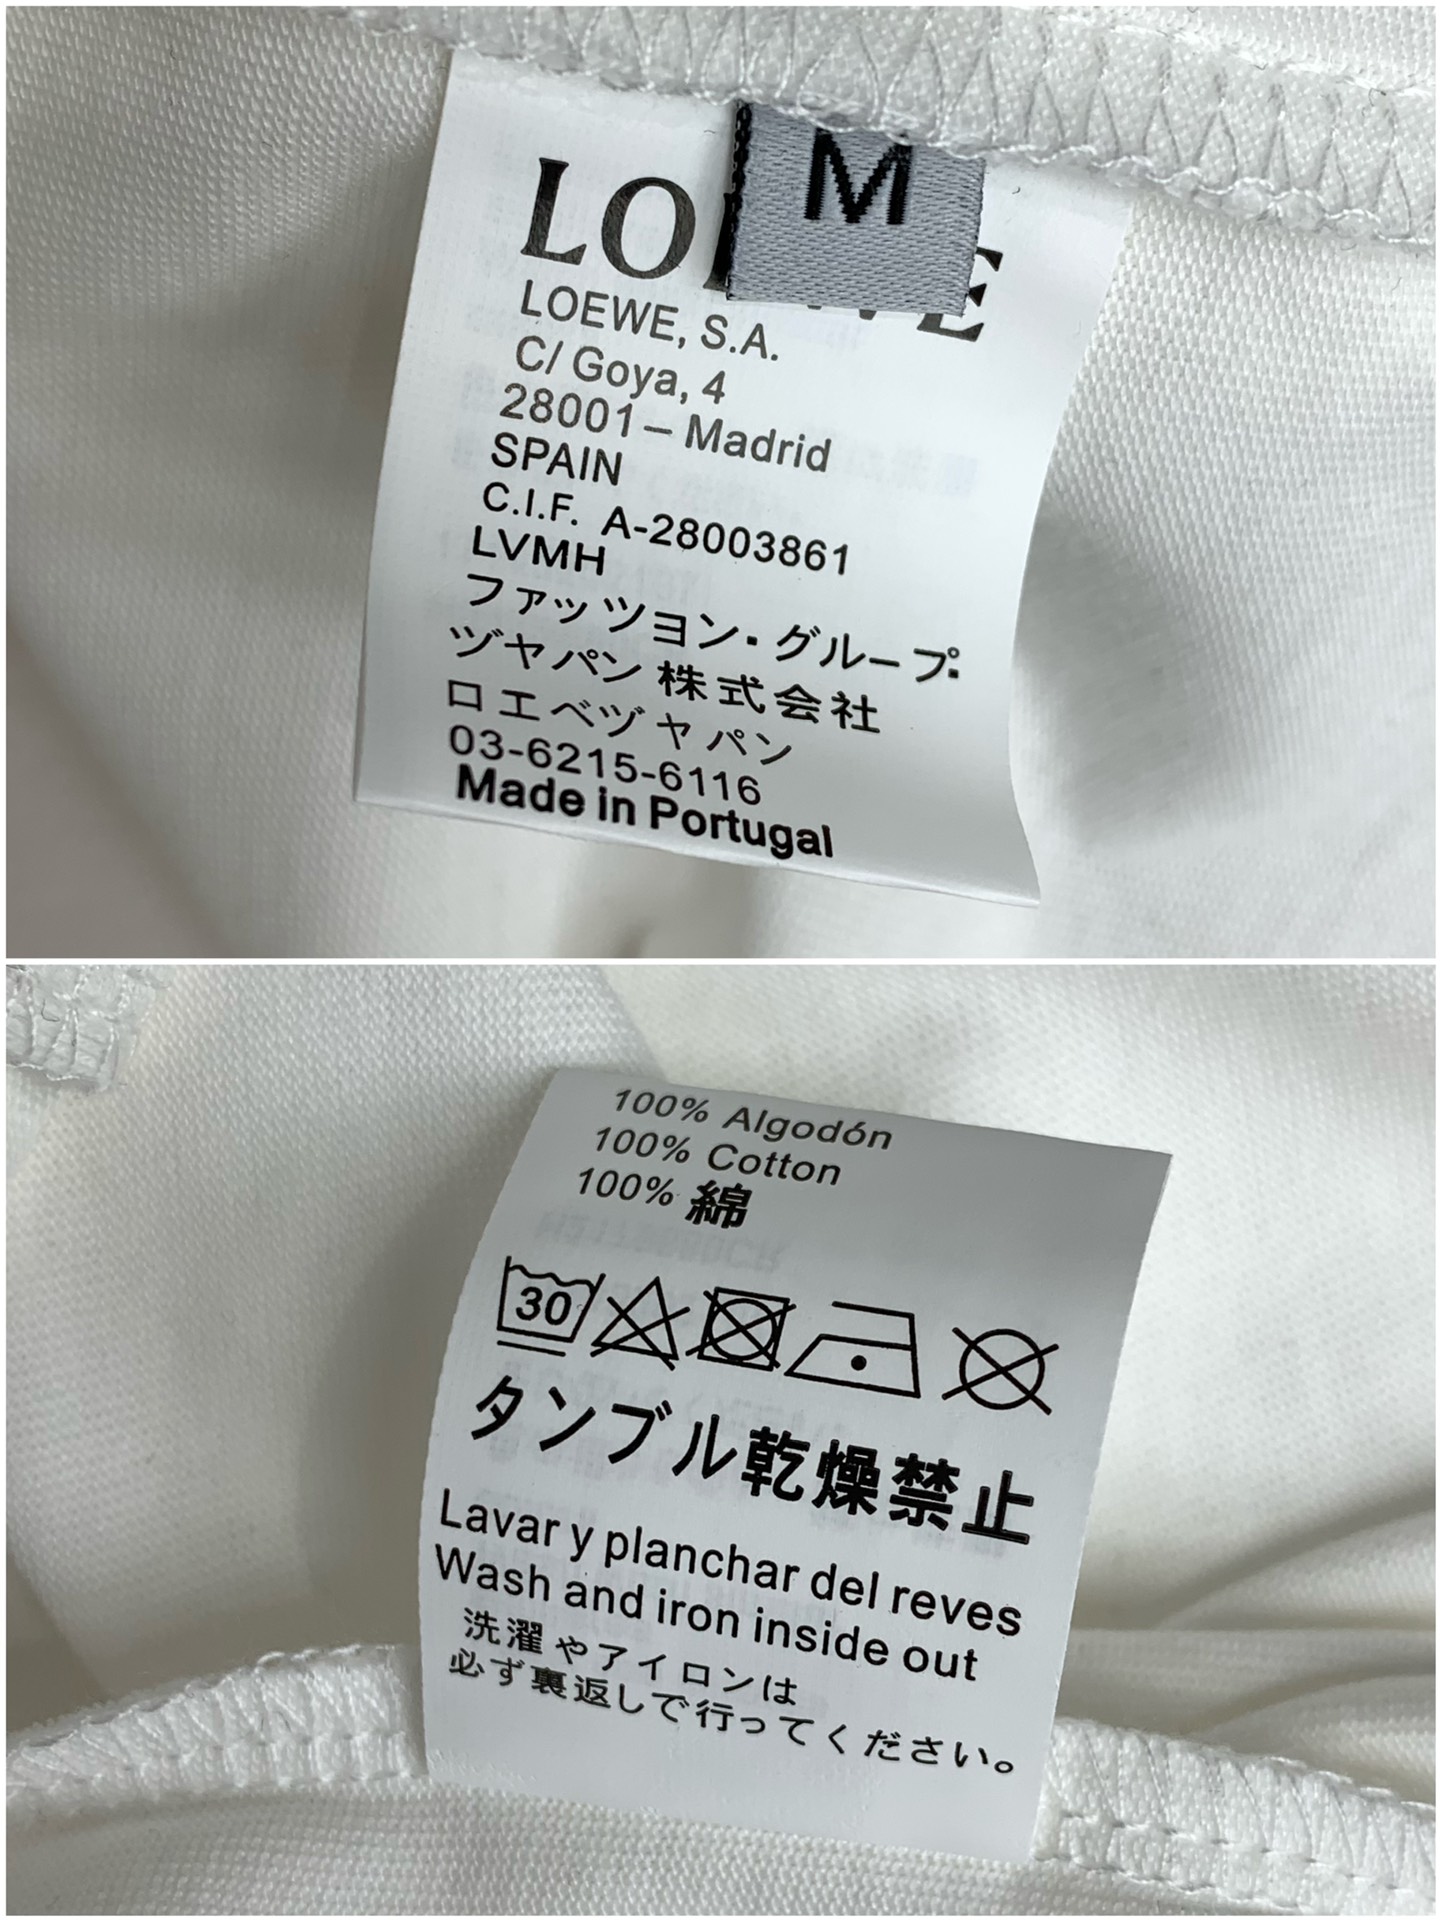 M
LOEWE
LOEWE, S.A.
C/ Goya, 4
28001 – Madrid
SPAIN
C.I.F. A-28003861
LVMH
ファッツョン・グループ・
ヅヤパン株式会社
ロエベヅャパン
03-6215-6116
Made in Portugal
100% Algodón
100% Cotton
100% 綿
30
タンブル乾燥禁止
Lavar y planchar del reves
Wash and iron inside out
洗濯やアイロンは
必ず裏返しで行ってください。